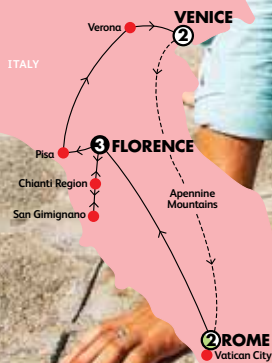 VENICE
Verona
2
ITALY
3 FLORENCE
Pisa
Chianti Region
San Gimignano
Apennine
Mountains
2 ROME
Vatican City